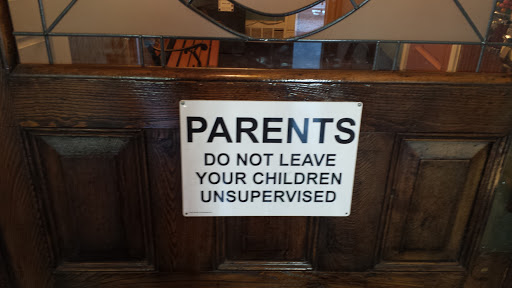 PARENTS
DO NOT LEAVE
YOUR CHILDREN
UNSUPERVISED